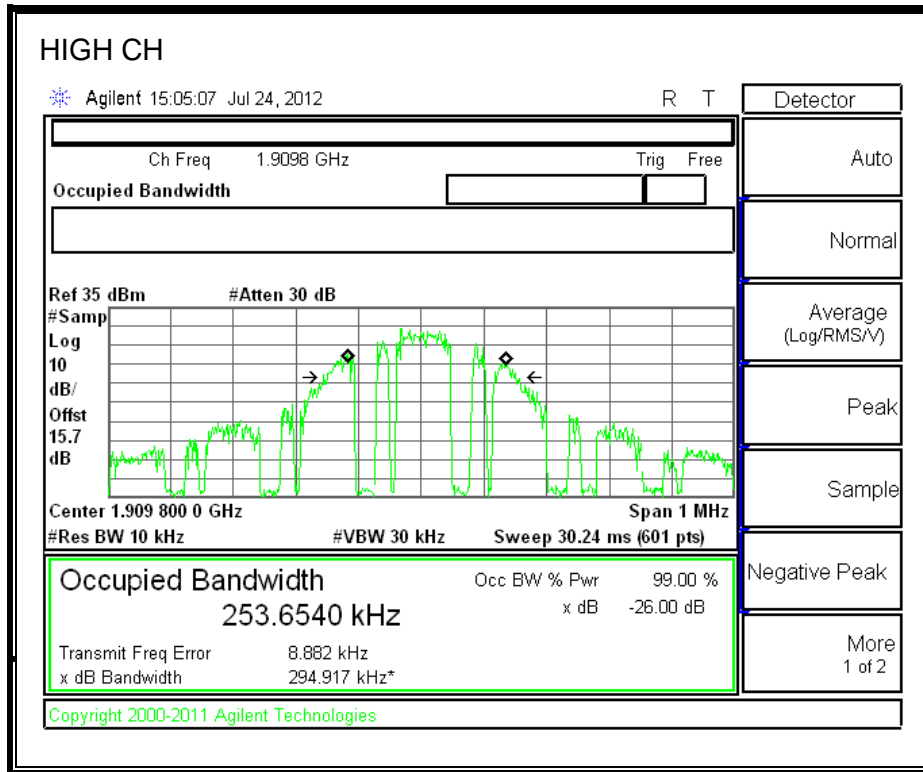 HIGH CH
Agilent 15:05:07 Jul 24, 2012 R T
Detector
Ch Freq 1.9098 GHz Trig Free
Occupied Bandwidth
Auto
Normal
Average
(Log/RMS/V)
Peak
Sample
Negative Peak
More
1 of 2
Ref 35 dBm #Atten 30 dB
#Samp
Log
10
dB/
Offst
15.7
dB
Center 1.909 800 0 GHz Span 1 MHz
#Res BW 10 kHz #VBW 30 kHz Sweep 30.24 ms (601 pts)
Occupied Bandwidth Occ BW % Pwr 99.00 %
253.6540 kHz x dB -26.00 dB
Transmit Freq Error 8.882 kHz
x dB Bandwidth 294.917 kHz*
Copyright 2000-2011 Agilent Technologies